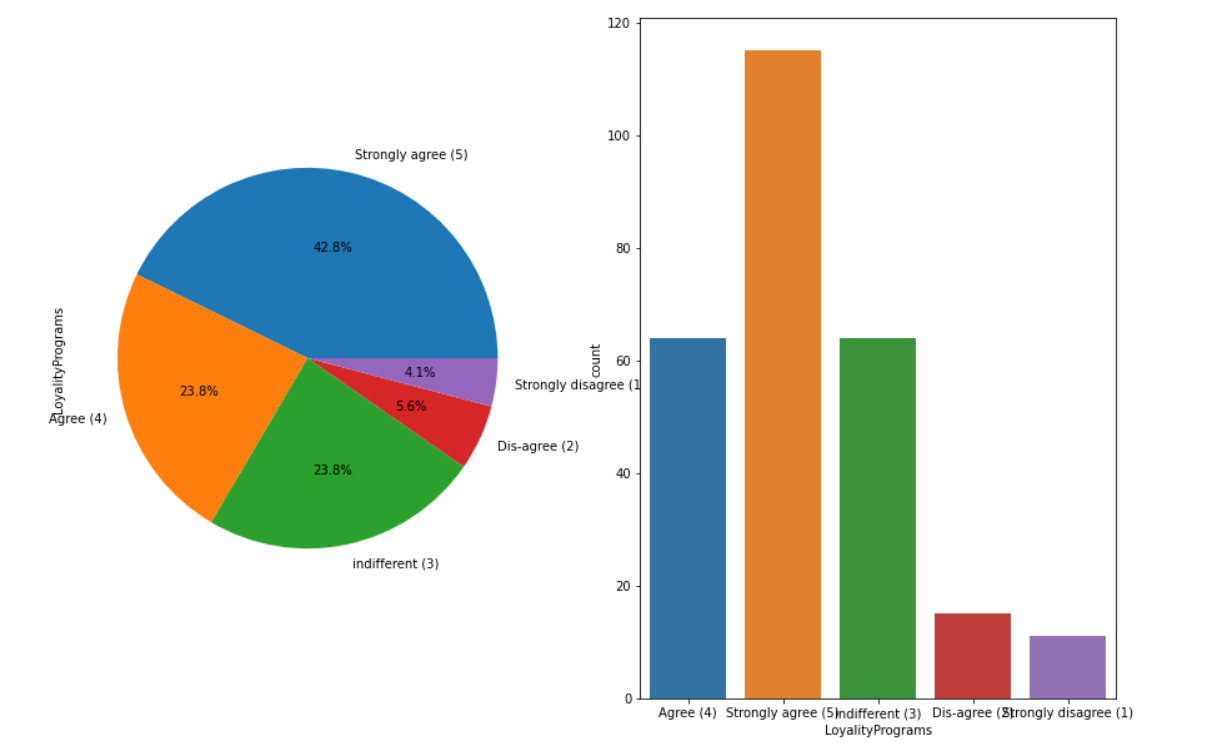 Strongly agree (5)
42.8%
LoyalityPrograms
Agree (4)
23.8%
23.8%
indifferent (3)
5.6%
Dis-agree (2)
4.1%
Strongly disagree (1
120
100
80
60
40
20
0
count
Agree (4)
Strongly agree (5)
indifferent (3)
Dis-agree (2)
Strongly disagree (1)
LoyalityPrograms